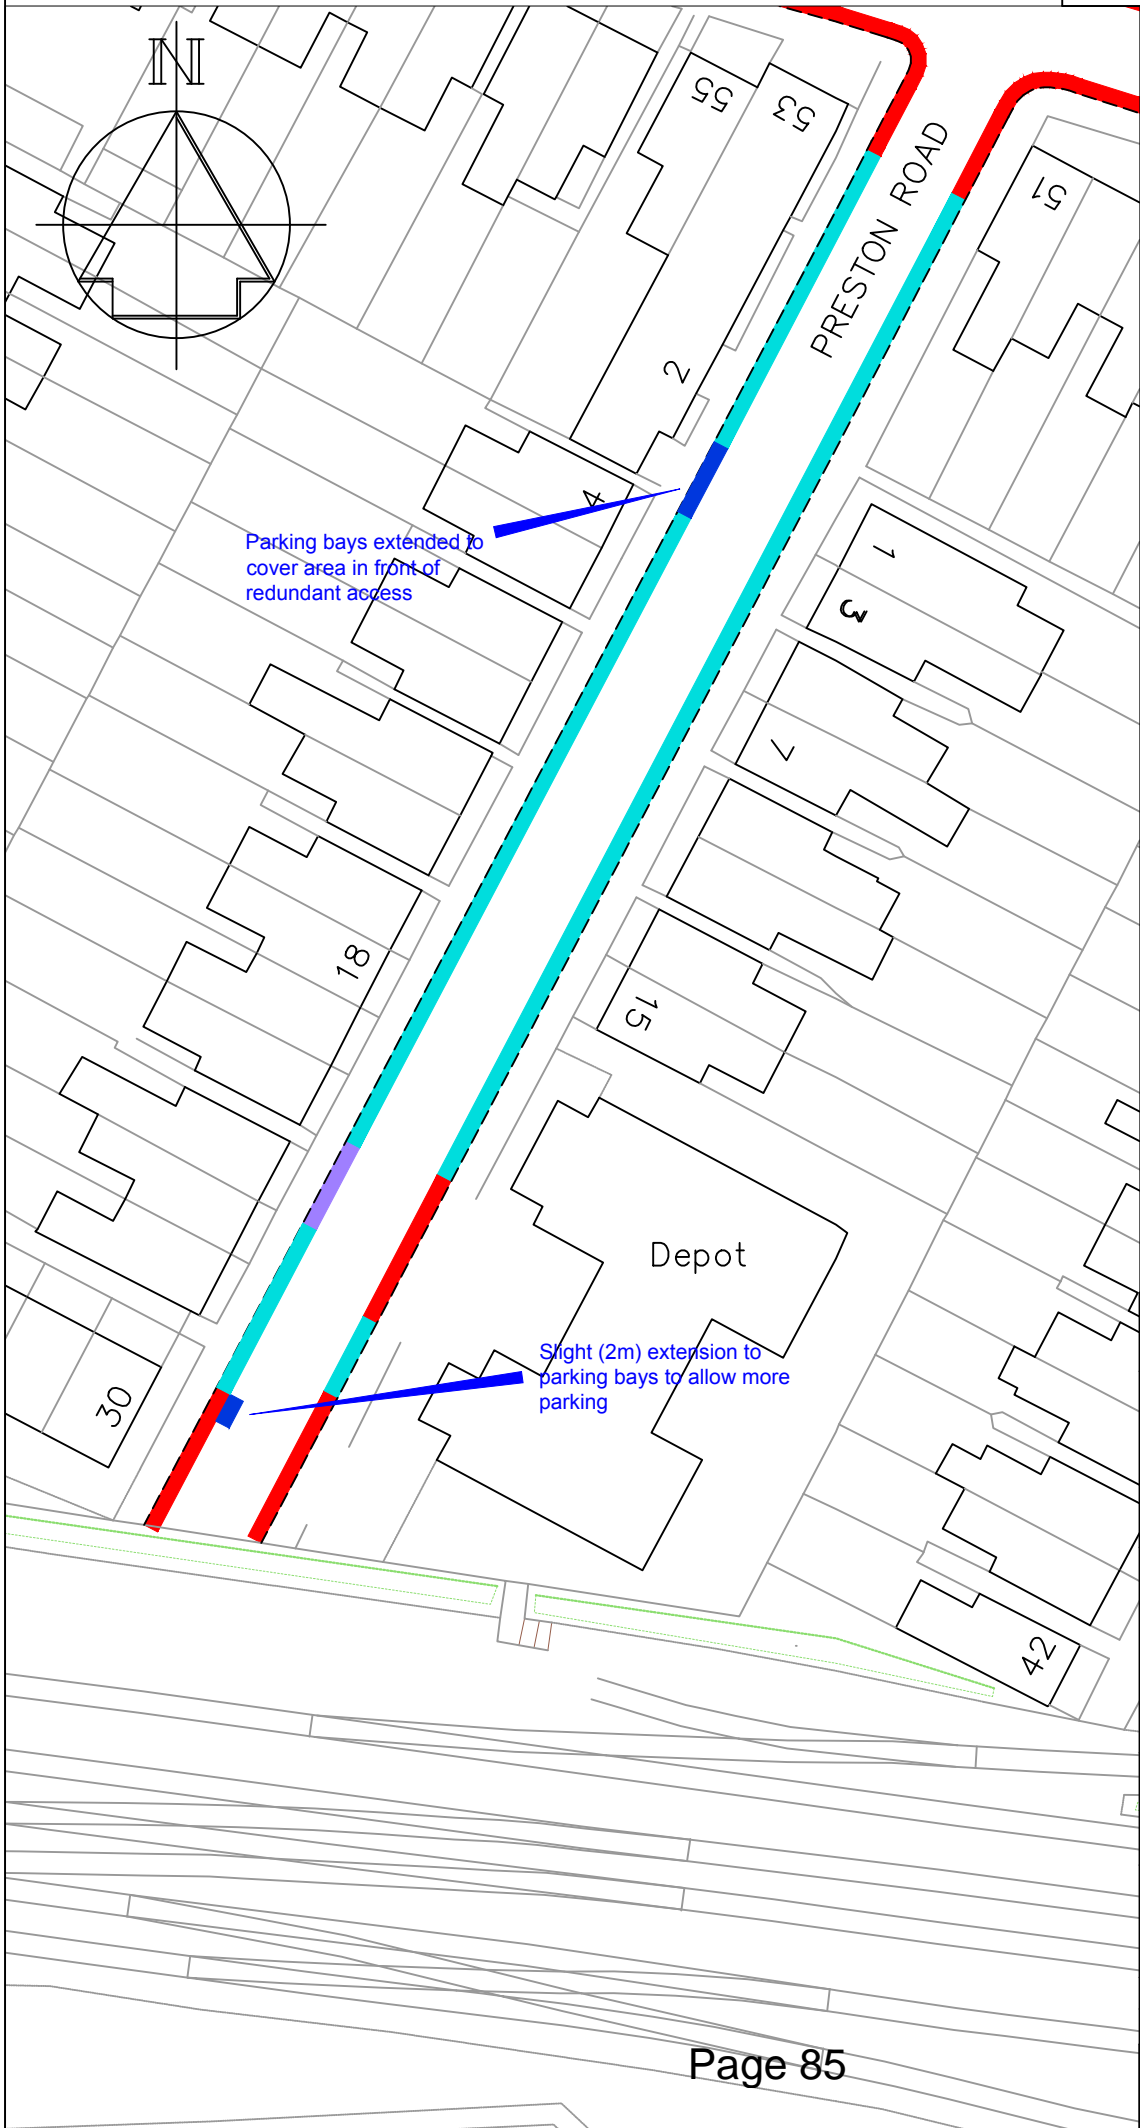 N
55
53
PRESTON ROAD
51
2
4
Parking bays extended to
cover area in front of
redundant access
1
3
7
18
15
Depot
Slight (2m) extension to
parking bays to allow more
parking
30
42
Page 85